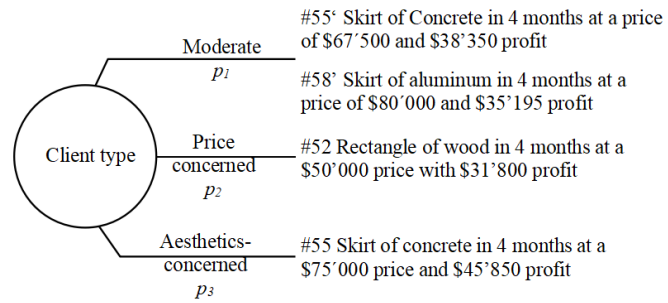 #55‘ Skirt of Concrete in 4 months at a price
of $67´500 and $38’350 profit
Moderate
p1
#58’ Skirt of aluminum in 4 months at a
price of $80´000 and $35’195 profit
Client type
Price
concerned
p2
#52 Rectangle of wood in 4 months at a
$50’000 price with $31’800 profit
Aesthetics-
concerned
p3
#55 Skirt of concrete in 4 months at a
$75´000 price and $45’850 profit